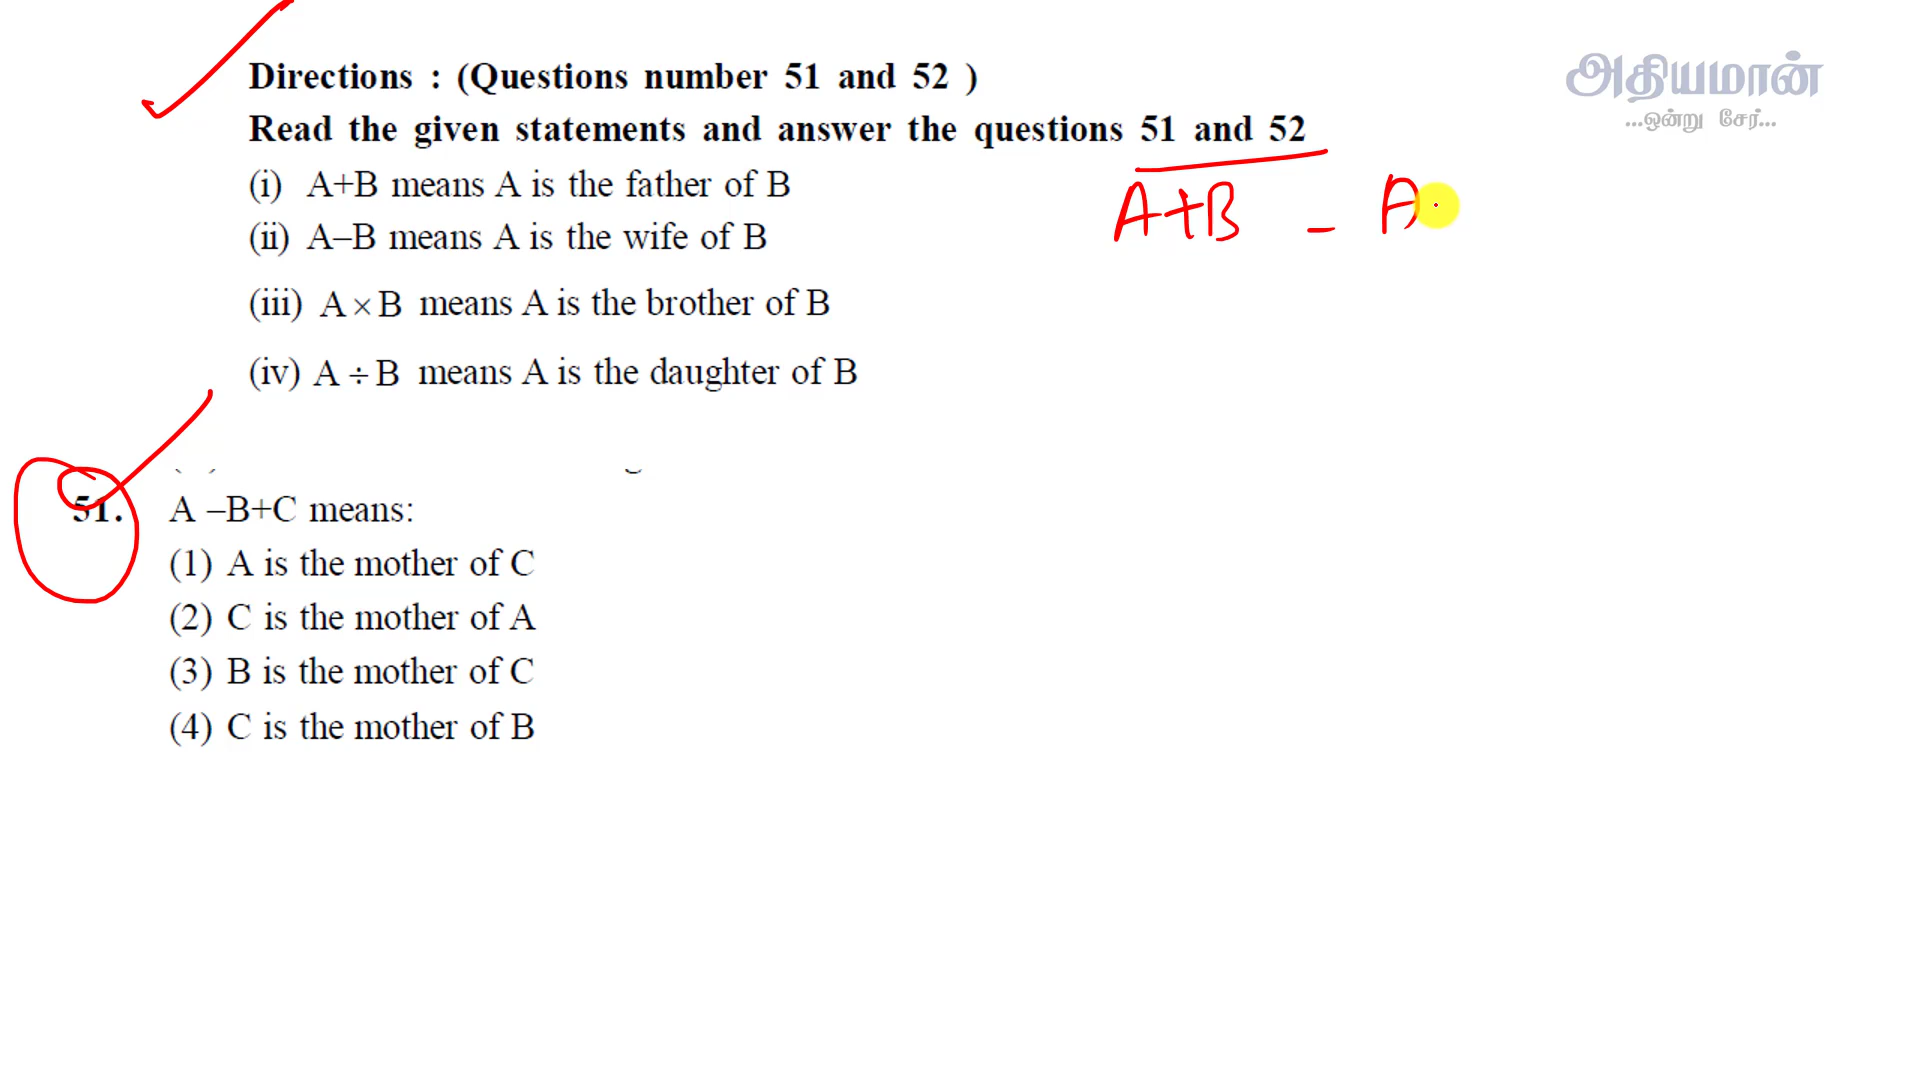 அதியமான்
...ஒன்று சேர்...
Directions : (Questions number 51 and 52 )
Read the given statements and answer the questions 51 and 52
(i) A+B means A is the father of B
A+B - A
(ii) A–B means A is the wife of B
(iii) A × B means A is the brother of B
(iv) A ÷ B means A is the daughter of B
51. A –B+C means:
(1) A is the mother of C
(2) C is the mother of A
(3) B is the mother of C
(4) C is the mother of B